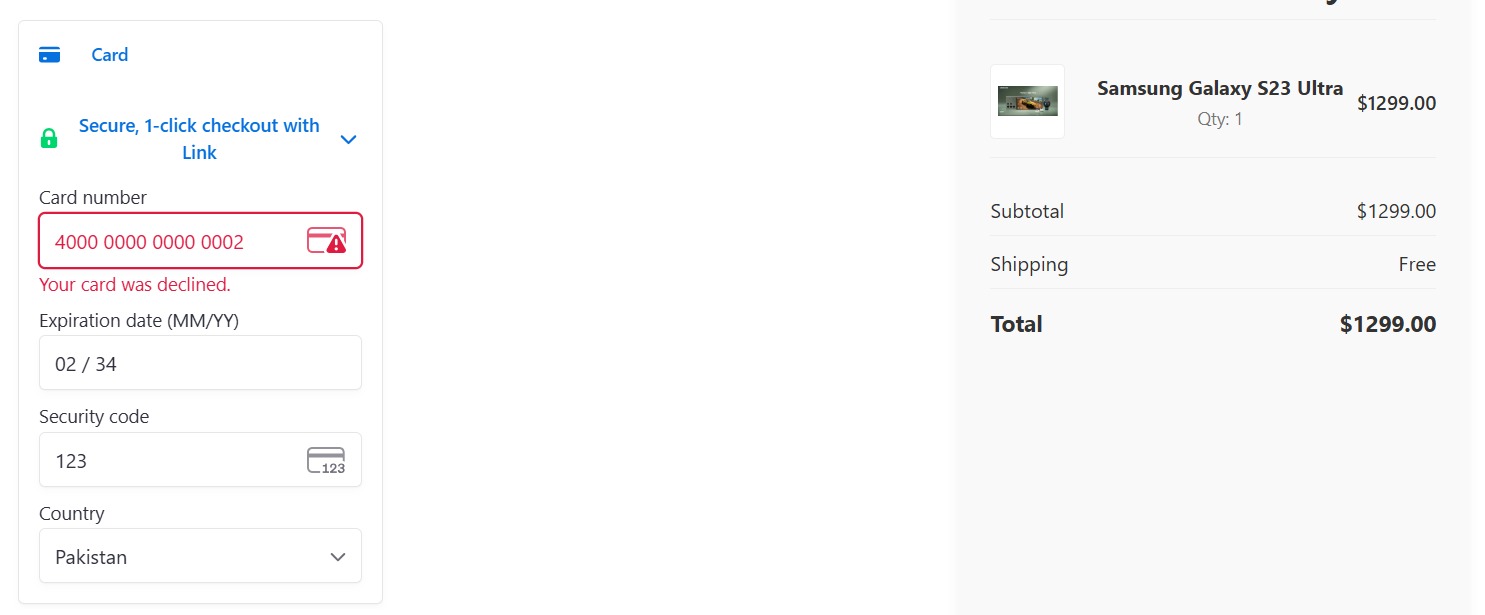 Card
Secure, 1-click checkout with
Link
Card number
4000 0000 0000 0002
Your card was declined.
Expiration date (MM/YY)
02 / 34
Security code
123
123
Country
Pakistan
Samsung Galaxy S23 Ultra
$1299.00
Qty: 1
Subtotal
$1299.00
Shipping
Free
Total
$1299.00